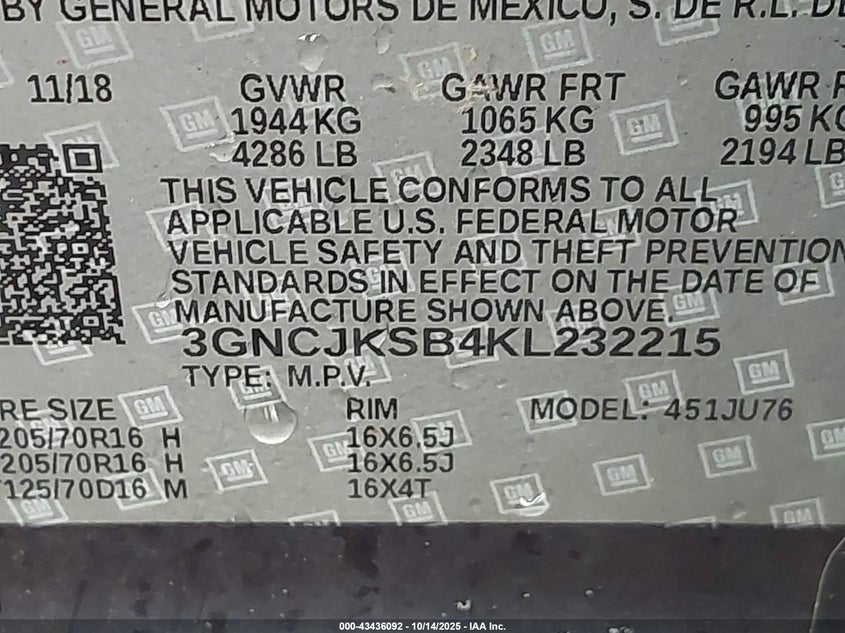 BY GENERAL MOTORS DE MEXICO, S. DE R.L. DE
11/18 GVWR GAWR FRT GAWR R
1944 KG 1065 KG 995 KG
4286 LB 2348 LB 2194 LB
THIS VEHICLE CONFORMS TO ALL
APPLICABLE U.S. FEDERAL MOTOR
VEHICLE SAFETY AND THEFT PREVENTION
STANDARDS IN EFFECT ON THE DATE OF
MANUFACTURE SHOWN ABOVE.
3GNCJKSB4KL232215
TYPE: M.P.V.
RE SIZE RIM MODEL: 451JU76
205/70R16 H 16X6.5J
205/70R16 H 16X6.5J
T125/70D16 M 16X4T
000-43436092 - 10/14/2025 - IAA Inc.